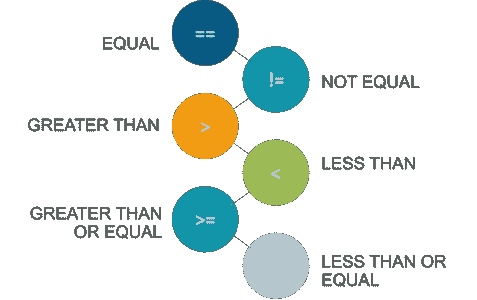 ==
EQUAL
!=
NOT EQUAL
>
GREATER THAN
<
LESS THAN
>=
GREATER THAN
OR EQUAL
LESS THAN OR
EQUAL